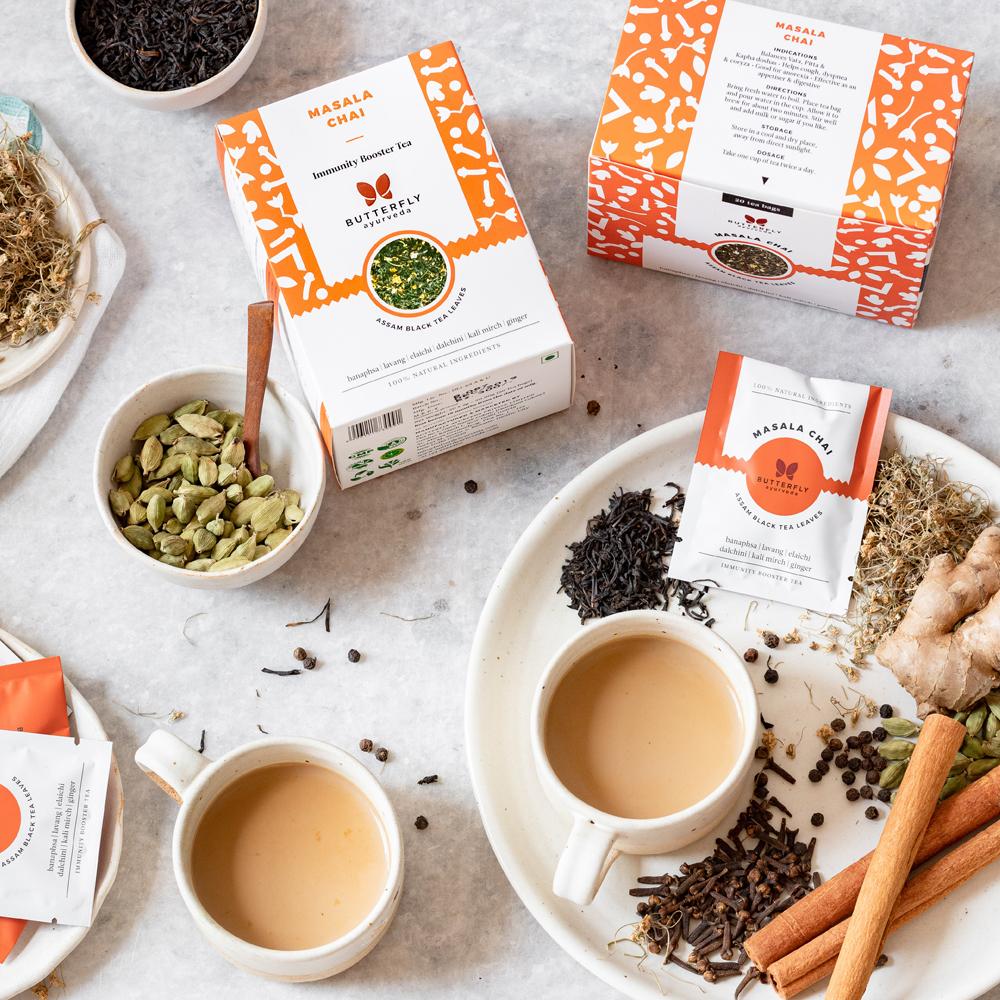 MASALA
CHAI
Immunity Booster Tea
BUTTERFLY
ayurveda
ASSAM BLACK TEA LEAVES
banaphsa | lavang | elaichi | dalchini | kali mirch | ginger
100% NATURAL INGREDIENTS
MASALA
CHAI
INDICATIONS
Balances Vata, Pitta &
Kapha doshas • Helps cough, dyspnea
& coryza • Good for anorexia • Effective as an
appetiser & digestive
DIRECTIONS
Bring fresh water to boil. Place tea bag
and pour water in the cup. Allow it to
brew for about two minutes. Stir well
and add milk or sugar if you like.
STORAGE
Store in a cool and dry place,
away from direct sunlight.
DOSAGE
Take one cup of tea twice a day.
20 tea bags
BUTTERFLY
ayurveda
MASALA CHAI
ASSAM BLACK TEA LEAVES
100% NATURAL INGREDIENTS
MASALA CHAI
BUTTERFLY
ayurveda
ASSAM BLACK TEA LEAVES
banaphsa | lavang | elaichi
dalchini | kali mirch | ginger
IMMUNITY BOOSTER TEA
ASSAM BLACK TEA LEAVES
banaphsa | lavang | elaichi
dalchini | kali mirch | ginger
IMMUNITY BOOSTER TEA